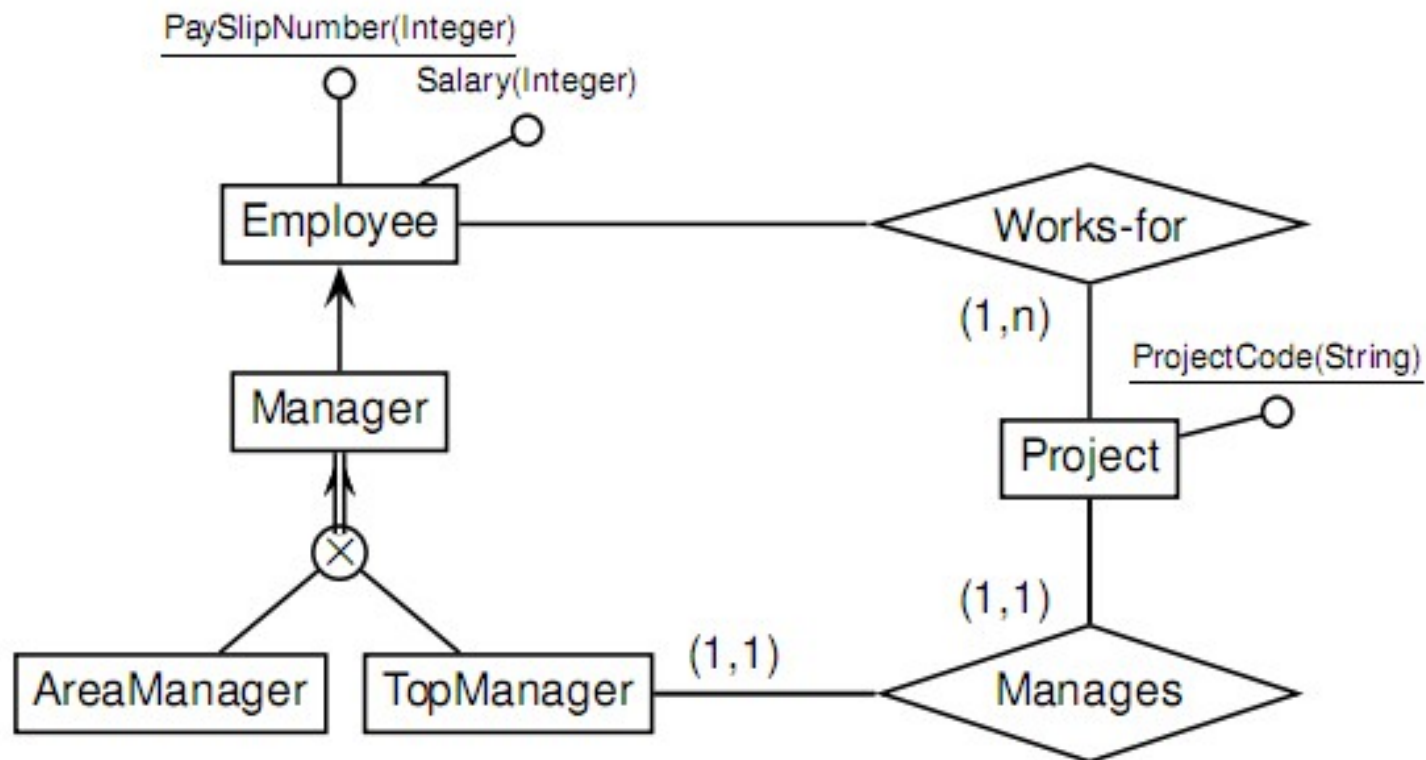 PaySlipNumber(Integer)
Salary(Integer)
Employee
Works-for
(1,n)
ProjectCode(String)
Manager
Project
(1,1)
(1,1)
AreaManager
TopManager
Manages